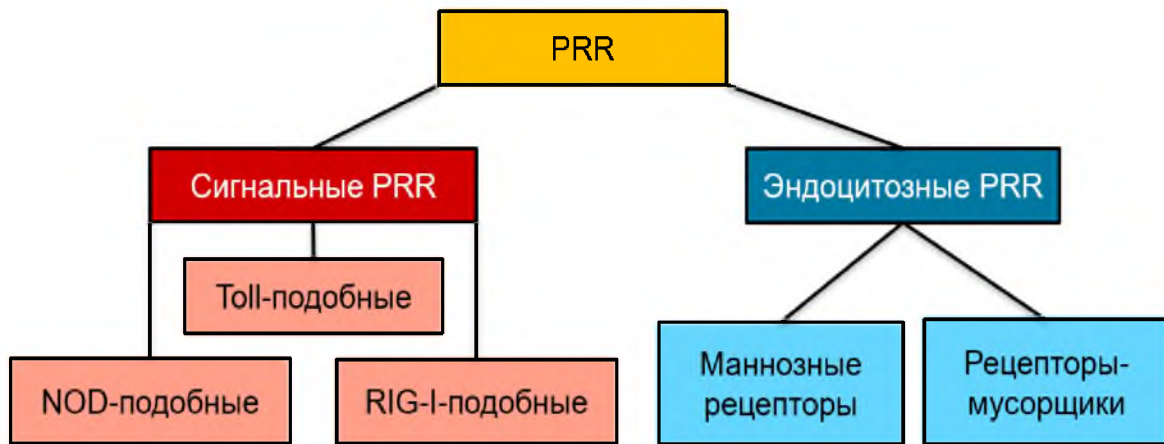 PRR
Сигнальные PRR
Эндоцитозные PRR
Toll-подобные
NOD-подобные
RIG-I-подобные
Маннозные
рецепторы
Рецепторы-
мусорщики